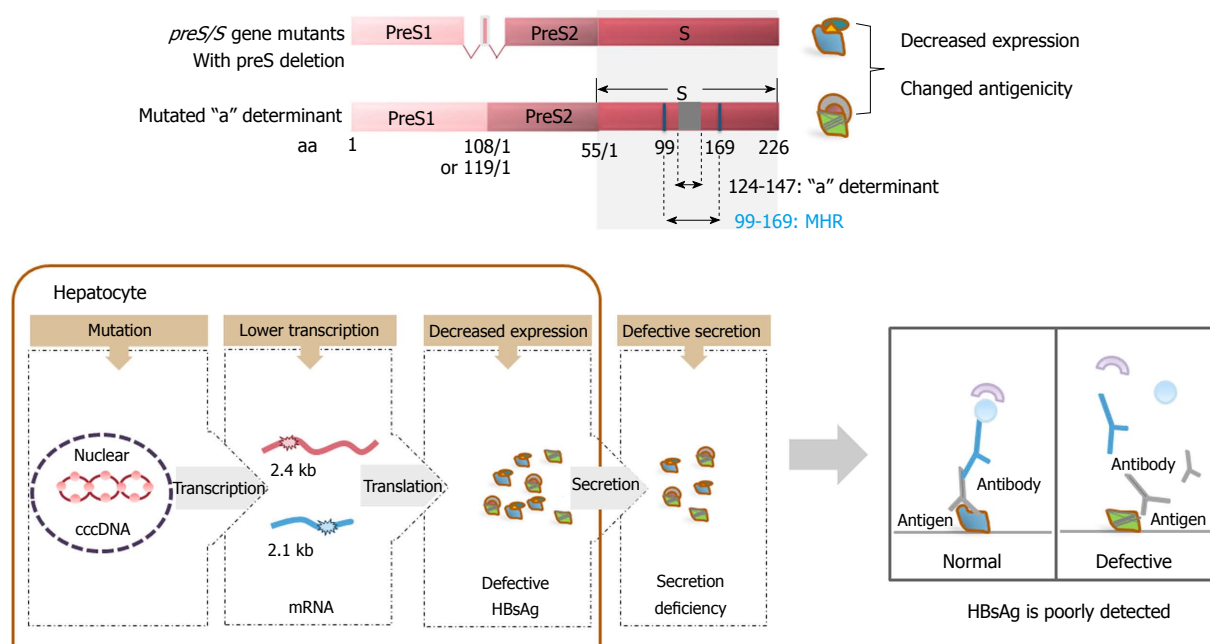 preS/S gene mutants
With preS deletion
PreS1
PreS2
S
Decreased expression
Changed antigenicity
S
Mutated “a” determinant
PreS1
PreS2
aa
1
108/1
or 119/1
55/1
99
169
226
124-147: “a” determinant
99-169: MHR
Hepatocyte
Mutation
Lower transcription
Decreased expression
Defective secretion
Nuclear
cccDNA
Transcription
2.4 kb
2.1 kb
mRNA
Translation
Defective
HBsAg
Secretion
Secretion
deficiency
Antibody
Antigen
Normal
Antibody
Antigen
Defective
HBsAg is poorly detected